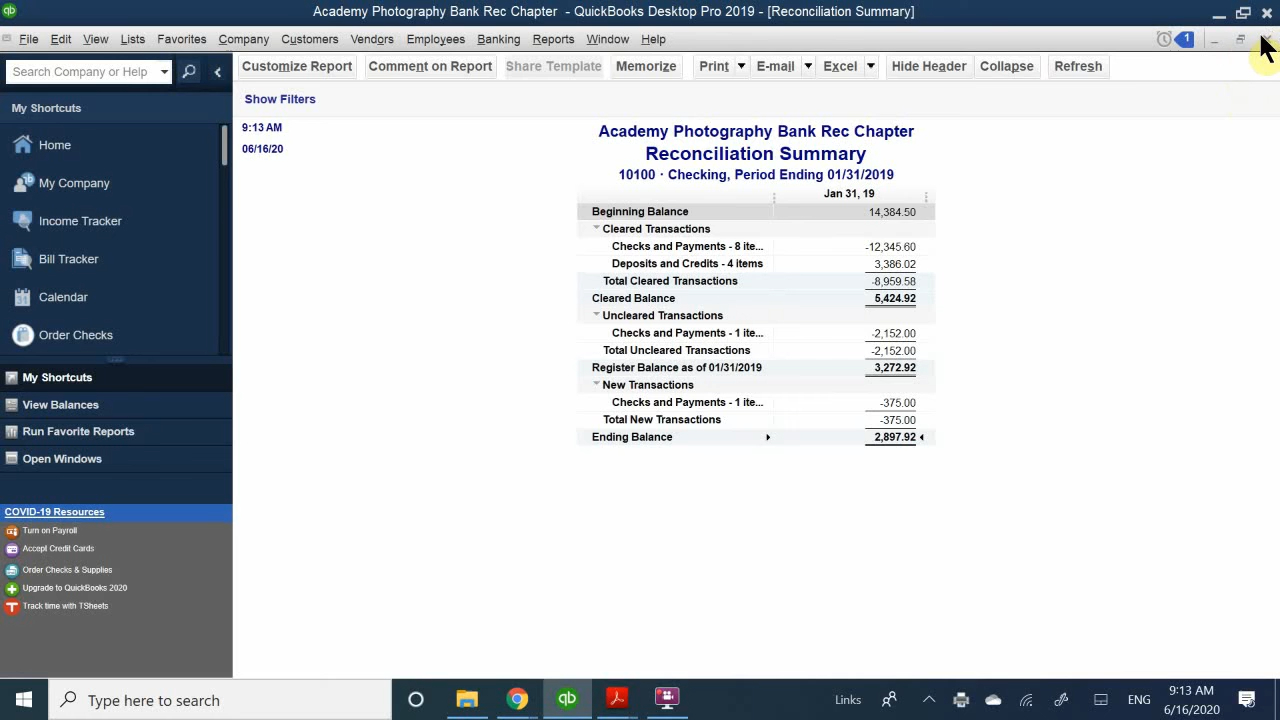 Academy Photography Bank Rec Chapter - QuickBooks Desktop Pro 2019 - [Reconciliation Summary]
File Edit View Lists Favorites Company Customers Vendors Employees Banking Reports Window Help
1
Search Company or Help
Customize Report Comment on Report Share Template Memorize Print E-mail Excel Hide Header Collapse Refresh
My Shortcuts
Show Filters
Home
My Company
Income Tracker
Bill Tracker
Calendar
Order Checks
My Shortcuts
View Balances
Run Favorite Reports
Open Windows
COVID-19 Resources
Turn on Payroll
Accept Credit Cards
Order Checks & Supplies
Upgrade to QuickBooks 2020
Track time with TSheets
9:13 AM
06/16/20
Academy Photography Bank Rec Chapter
Reconciliation Summary
10100 · Checking, Period Ending 01/31/2019
Jan 31, 19
Beginning Balance 14,384.50
Cleared Transactions
Checks and Payments - 8 ite... -12,345.60
Deposits and Credits - 4 items 3,386.02
Total Cleared Transactions -8,959.58
Cleared Balance 5,424.92
Uncleared Transactions
Checks and Payments - 1 ite... -2,152.00
Total Uncleared Transactions -2,152.00
Register Balance as of 01/31/2019 3,272.92
New Transactions
Checks and Payments - 1 ite... -375.00
Total New Transactions -375.00
Ending Balance 2,897.92
Type here to search
qb
Links
ENG
9:13 AM
6/16/2020